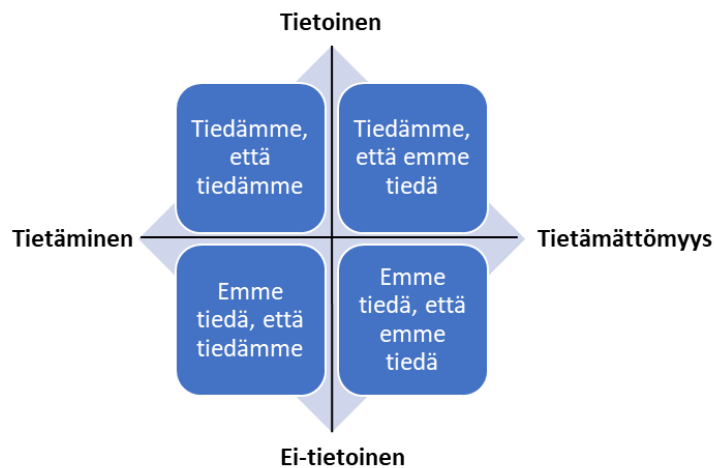 Tietoinen
Tiedämme,
että
tiedämme
Tiedämme,
että emme
tiedä
Tietäminen
Tietämättömyys
Emme
tiedä, että
tiedämme
Emme
tiedä, että
emme
tiedä
Ei-tietoinen